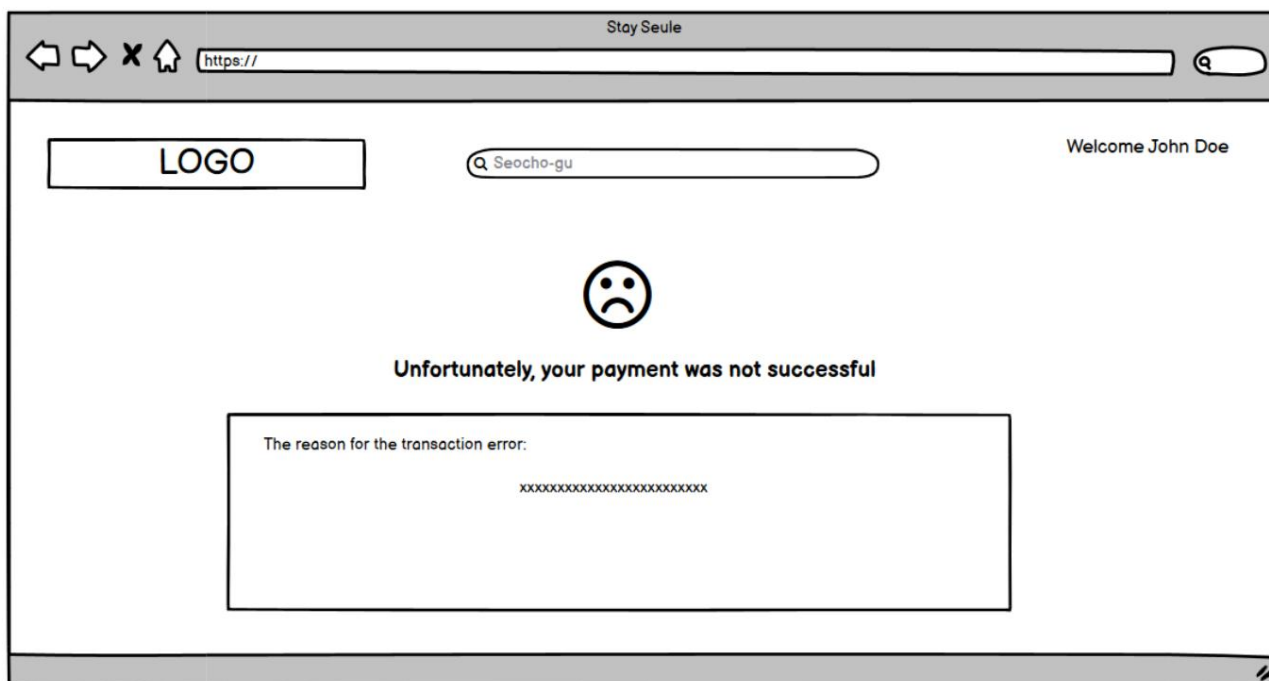 Stay Seule
https://
LOGO
Seocho-gu
Welcome John Doe
Unfortunately, your payment was not successful
The reason for the transaction error:
xxxxxxxxxxxxxxxxxxxxxxxxx